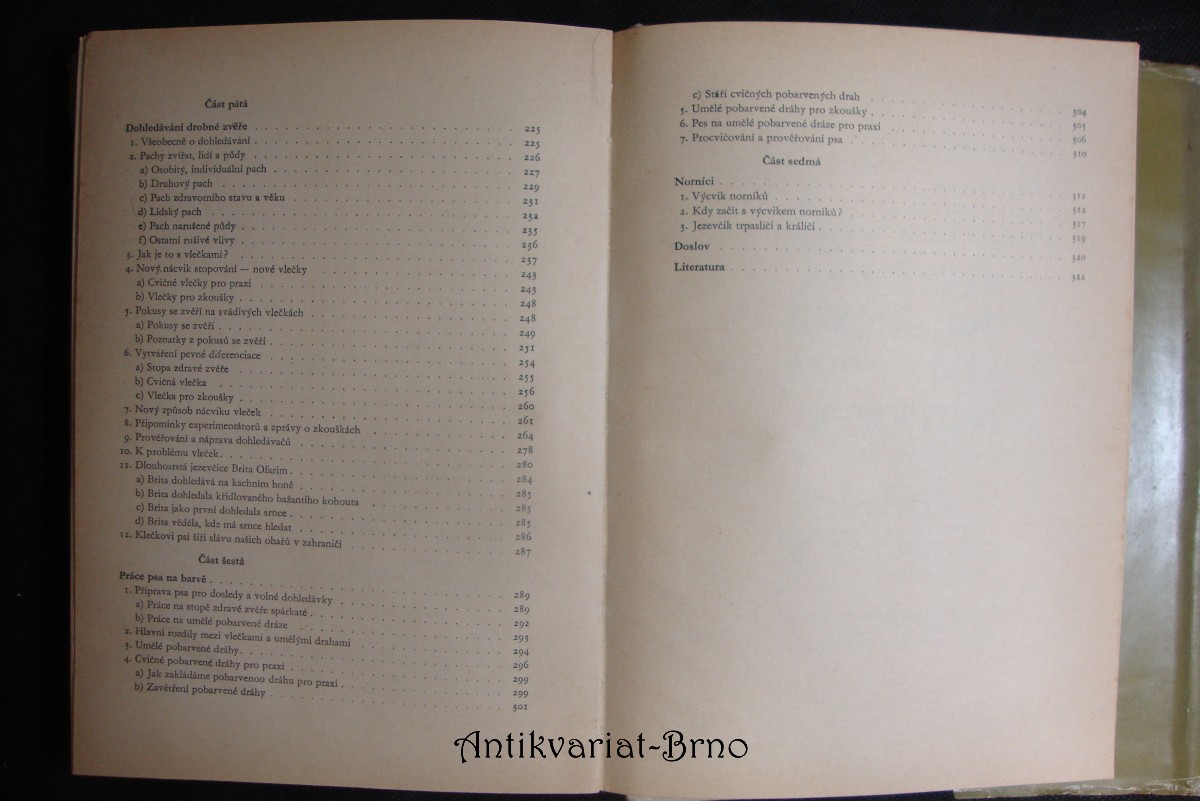 Část pátá
Dohledávání drobné zvěře 225
1. Všeobecně o dohledávání 225
2. Pachy zvířat, lidí a půdy 226
a) Osobitý, individuální pach 227
b) Druhový pach 229
c) Pach zdravotního stavu a věku 231
d) Lidský pach 232
e) Pach narušené půdy 235
f) Ostatní rušivé vlivy 236
3. Jak je to s vlečkami? 237
4. Nový nácvik stopování — nové vlečky 243
a) Cvičné vlečky pro praxi 243
b) Vlečky pro zkoušky 248
5. Pokusy se zvěří na svádivých vlečkách 248
a) Pokusy se zvěří 249
b) Poznatky z pokusů se zvěří 251
6. Vytváření pevné diferenciace 254
a) Stopa zdravé zvěře 255
b) Cvičná vlečka 256
c) Vlečka pro zkoušky 260
7. Nový způsob nácviku vleček 261
8. Připomínky experimentátorů a zprávy o zkouškách 264
9. Prověřování a náprava dohledávačů 278
10. K problému vleček 280
11. Dlouhosrstá jezevčice Brita Ofarim 284
a) Brita dohledává na kachním honě 285
b) Brita dohledala křídlovaného bažantího kohouta 285
c) Brita jako první dohledala srnce 285
d) Brita věděla, kdz má srnce hledat 286
12. Klečkovi psi šíří slávu našich ohařů v zahraničí 287
Část šestá
Práce psa na barvě 289
1. Příprava psa pro dosledy a volné dohledávky 289
a) Práce na stopě zdravé zvěře spárkaté 292
b) Práce na umělé pobarvené dráze 293
2. Hlavní rozdíly mezi vlečkami a umělými drahami 294
3. Umělé pobarvené dráhy 296
4. Cvičné pobarvené dráhy pro praxi 299
a) Jak zakládáme pobarvenou dráhu pro praxi 299
b) Zavětření pobarvené dráhy 301
c) Stáří cvičných pobarvených drah 304
5. Umělé pobarvené dráhy pro zkoušky 305
6. Pes na umělé pobarvené dráze pro praxi 306
7. Procvičování a prověřování psa 310
Část sedmá
Norníci 312
1. Výcvik norníků 312
2. Kdy začít s výcvikem norníků? 317
3. Jezevčík trpasličí a králičí 319
Doslov 320
Literatura
Antikvariat-Brno